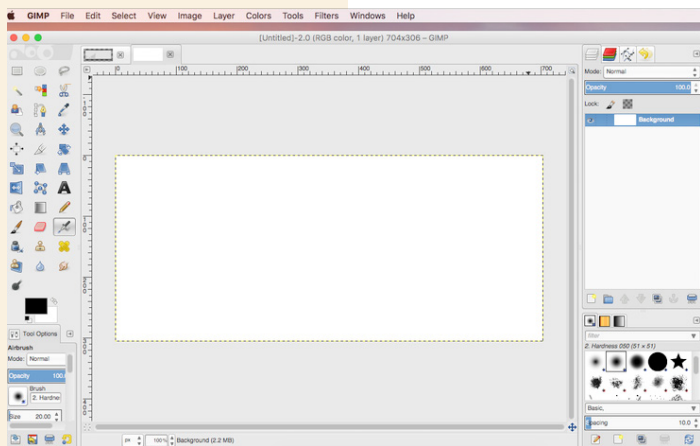 GIMP File Edit Select View Image Layer Colors Tools Filters Windows Help
[Untitled]-2.0 (RGB color, 1 layer) 704x306 – GIMP
0 100 200 300 400 500 600 700
Mode: Normal
Opacity 100.0
Lock:
Background
Tool Options
Airbrush
Mode: Normal
Opacity 100.
Brush
2. Hardne
Size 20.00
filter
2. Hardness 050 (51 × 51)
Basic,
Spacing 10.0
px 100% Background (2.2 MB)